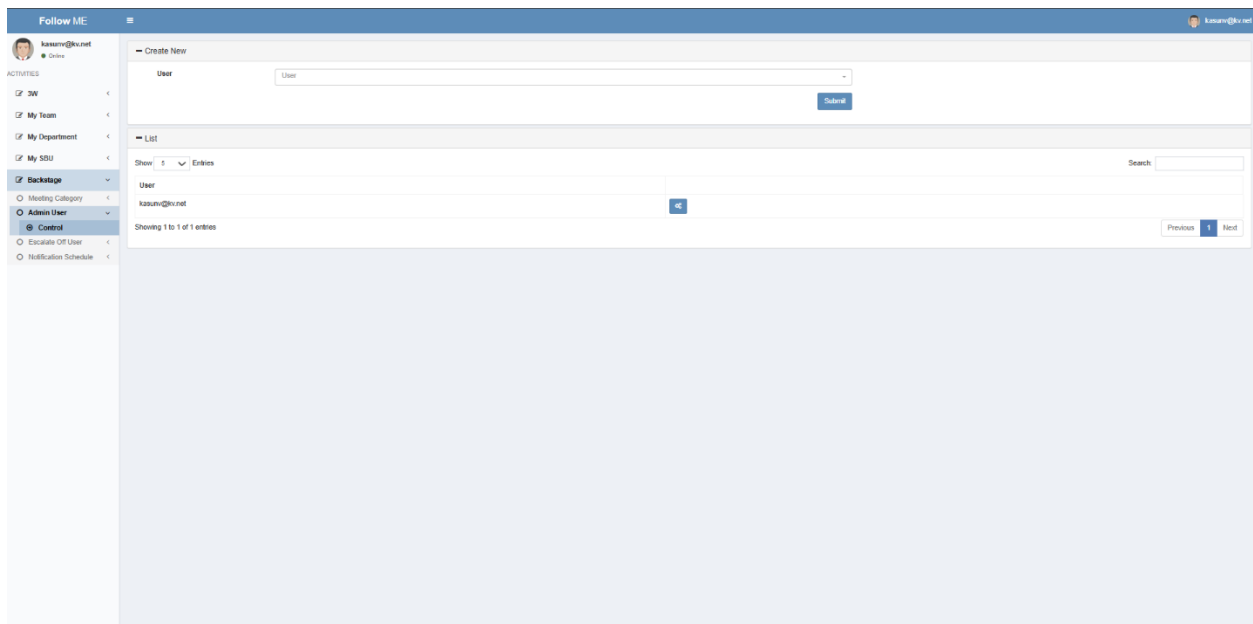 Follow ME
kasunv@kv.net
kasunv@kv.net
Online
ACTIVITIES
3W
My Team
My Department
My SBU
Backstage
Meeting Category
Admin User
Control
Escalate Off User
Notification Schedule
Create New
User
User
Submit
List
Show 5 Entries
Search:
User
kasunv@kv.net
Showing 1 to 1 of 1 entries
Previous 1 Next